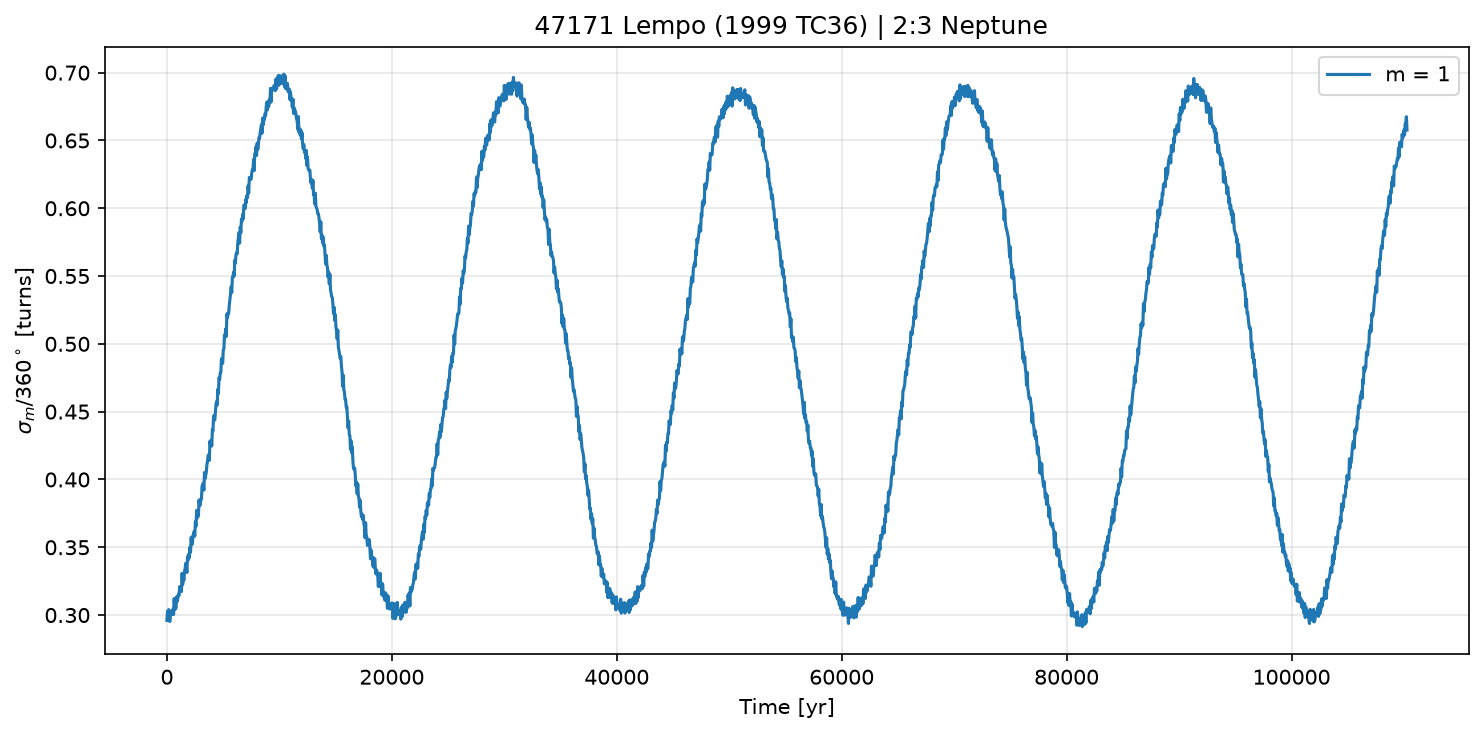 47171 Lempo (1999 TC36) | 2:3 Neptune
m = 1
σₘ/360° [turns]
0.70
0.65
0.60
0.55
0.50
0.45
0.40
0.35
0.30
0 20000 40000 60000 80000 100000
Time [yr]